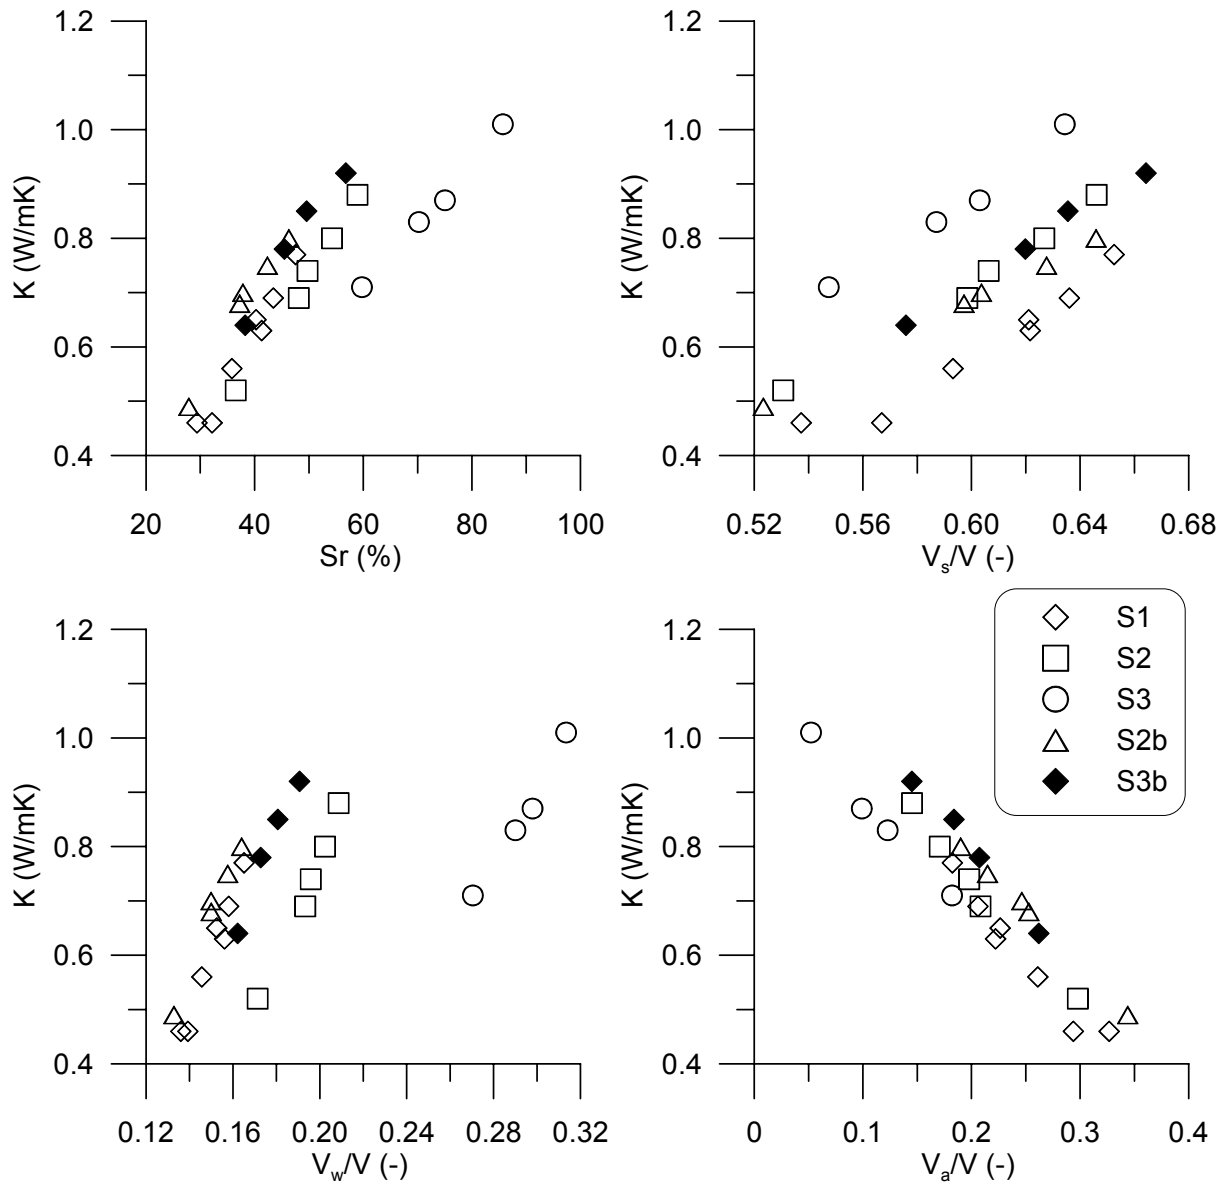 1.2
1.0
0.8
0.6
0.4
K (W/mK)
20 40 60 80 100
Sr (%)
1.2
1.0
0.8
0.6
0.4
K (W/mK)
0.52 0.56 0.60 0.64 0.68
Vs/V (-)
1.2
1.0
0.8
0.6
0.4
K (W/mK)
0.12 0.16 0.20 0.24 0.28 0.32
Vw/V (-)
1.2
1.0
0.8
0.6
0.4
K (W/mK)
0 0.1 0.2 0.3 0.4
Va/V (-)
S1
S2
S3
S2b
S3b